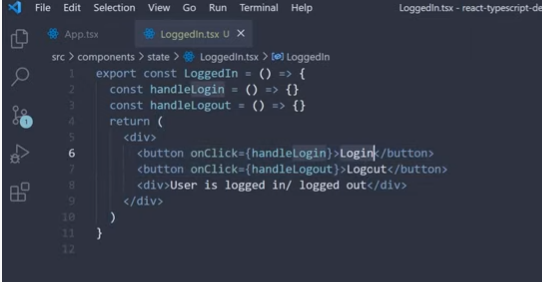 File Edit Selection View Go Run Terminal Help LoggedIn.tsx - react-typescript-de
App.tsx LoggedIn.tsx U ×
src > components > state > LoggedIn.tsx > LoggedIn
1 export const LoggedIn = () => {
2 const handleLogin = () => {}
3 const handleLogout = () => {}
4 return (
5 <div>
6 <button onClick={handleLogin}>Login</button>
7 <button onClick={handleLogout}>Logout</button>
8 <div>User is logged in/ logged out</div>
9 </div>
10 )
11 }
12
1